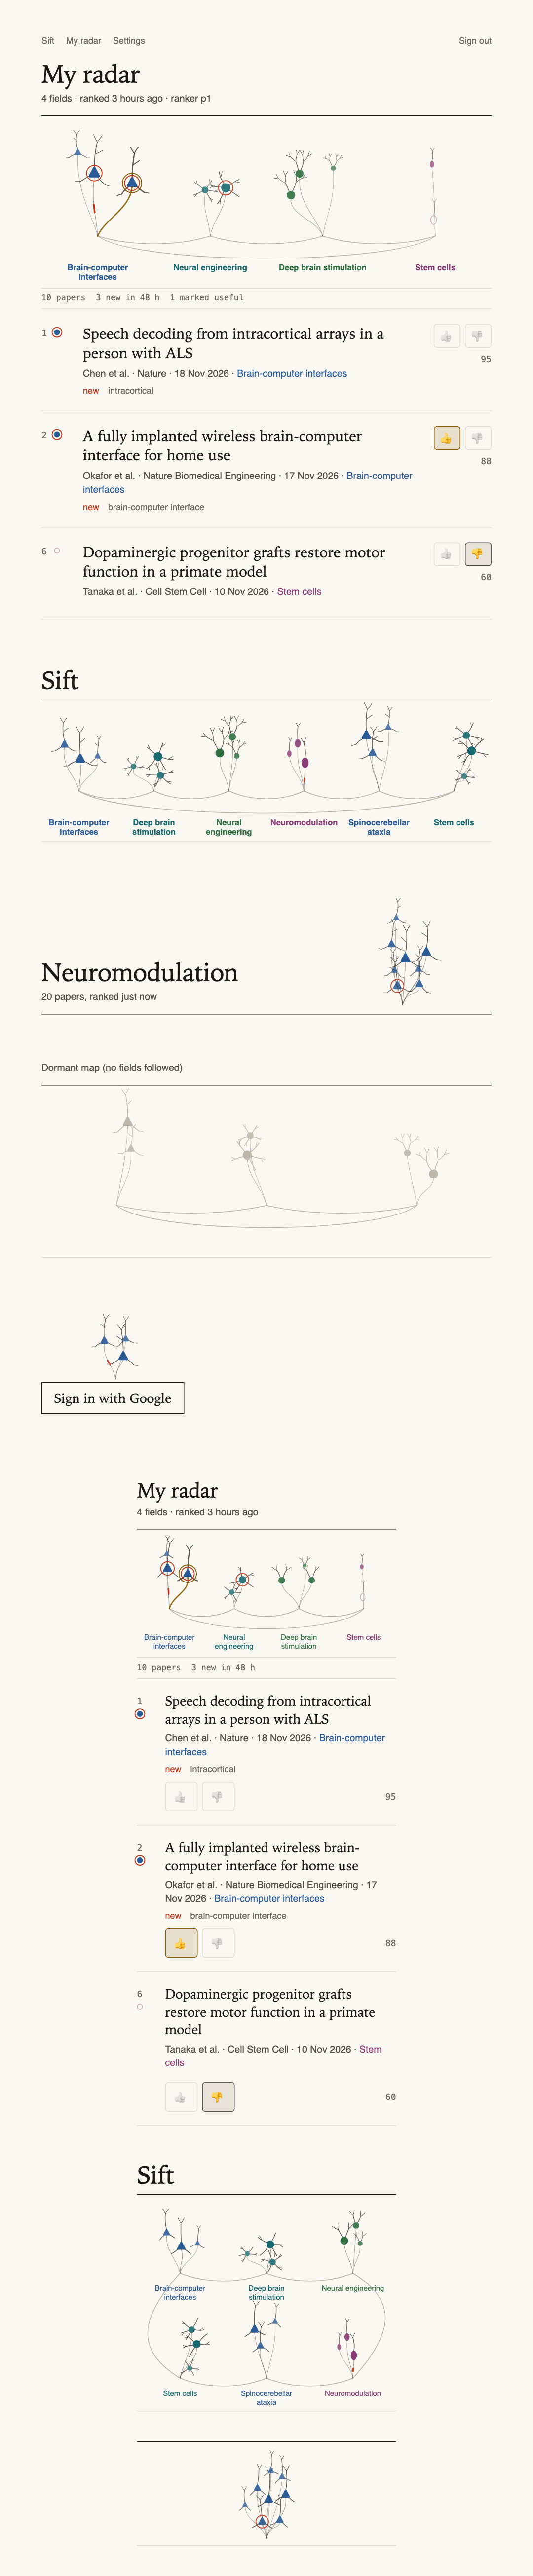 Sift My radar Settings Sign out
My radar
4 fields · ranked 3 hours ago · ranker p1
Brain-computer
interfaces
Neural engineering
Deep brain stimulation
Stem cells
10 papers 3 new in 48 h 1 marked useful
1
Speech decoding from intracortical arrays in a
person with ALS
Chen et al. · Nature · 18 Nov 2026 · Brain-computer interfaces
new intracortical
95
2
A fully implanted wireless brain-computer
interface for home use
Okafor et al. · Nature Biomedical Engineering · 17 Nov 2026 · Brain-computer
interfaces
new brain-computer interface
88
6
Dopaminergic progenitor grafts restore motor
function in a primate model
Tanaka et al. · Cell Stem Cell · 10 Nov 2026 · Stem cells
60
Sift
Brain-computer
interfaces
Deep brain
stimulation
Neural
engineering
Neuromodulation
Spinocerebellar
ataxia
Stem cells
Neuromodulation
20 papers, ranked just now
Dormant map (no fields followed)
Sign in with Google
My radar
4 fields · ranked 3 hours ago
Brain-computer
interfaces
Neural
engineering
Deep brain
stimulation
Stem cells
10 papers 3 new in 48 h
1
Speech decoding from intracortical
arrays in a person with ALS
Chen et al. · Nature · 18 Nov 2026 · Brain-computer
interfaces
new intracortical
95
2
A fully implanted wireless brain-
computer interface for home use
Okafor et al. · Nature Biomedical Engineering · 17
Nov 2026 · Brain-computer interfaces
new brain-computer interface
88
6
Dopaminergic progenitor grafts
restore motor function in a primate
model
Tanaka et al. · Cell Stem Cell · 10 Nov 2026 · Stem
cells
60
Sift
Brain-computer
interfaces
Deep brain
stimulation
Neural engineering
Stem cells
Spinocerebellar
ataxia
Neuromodulation